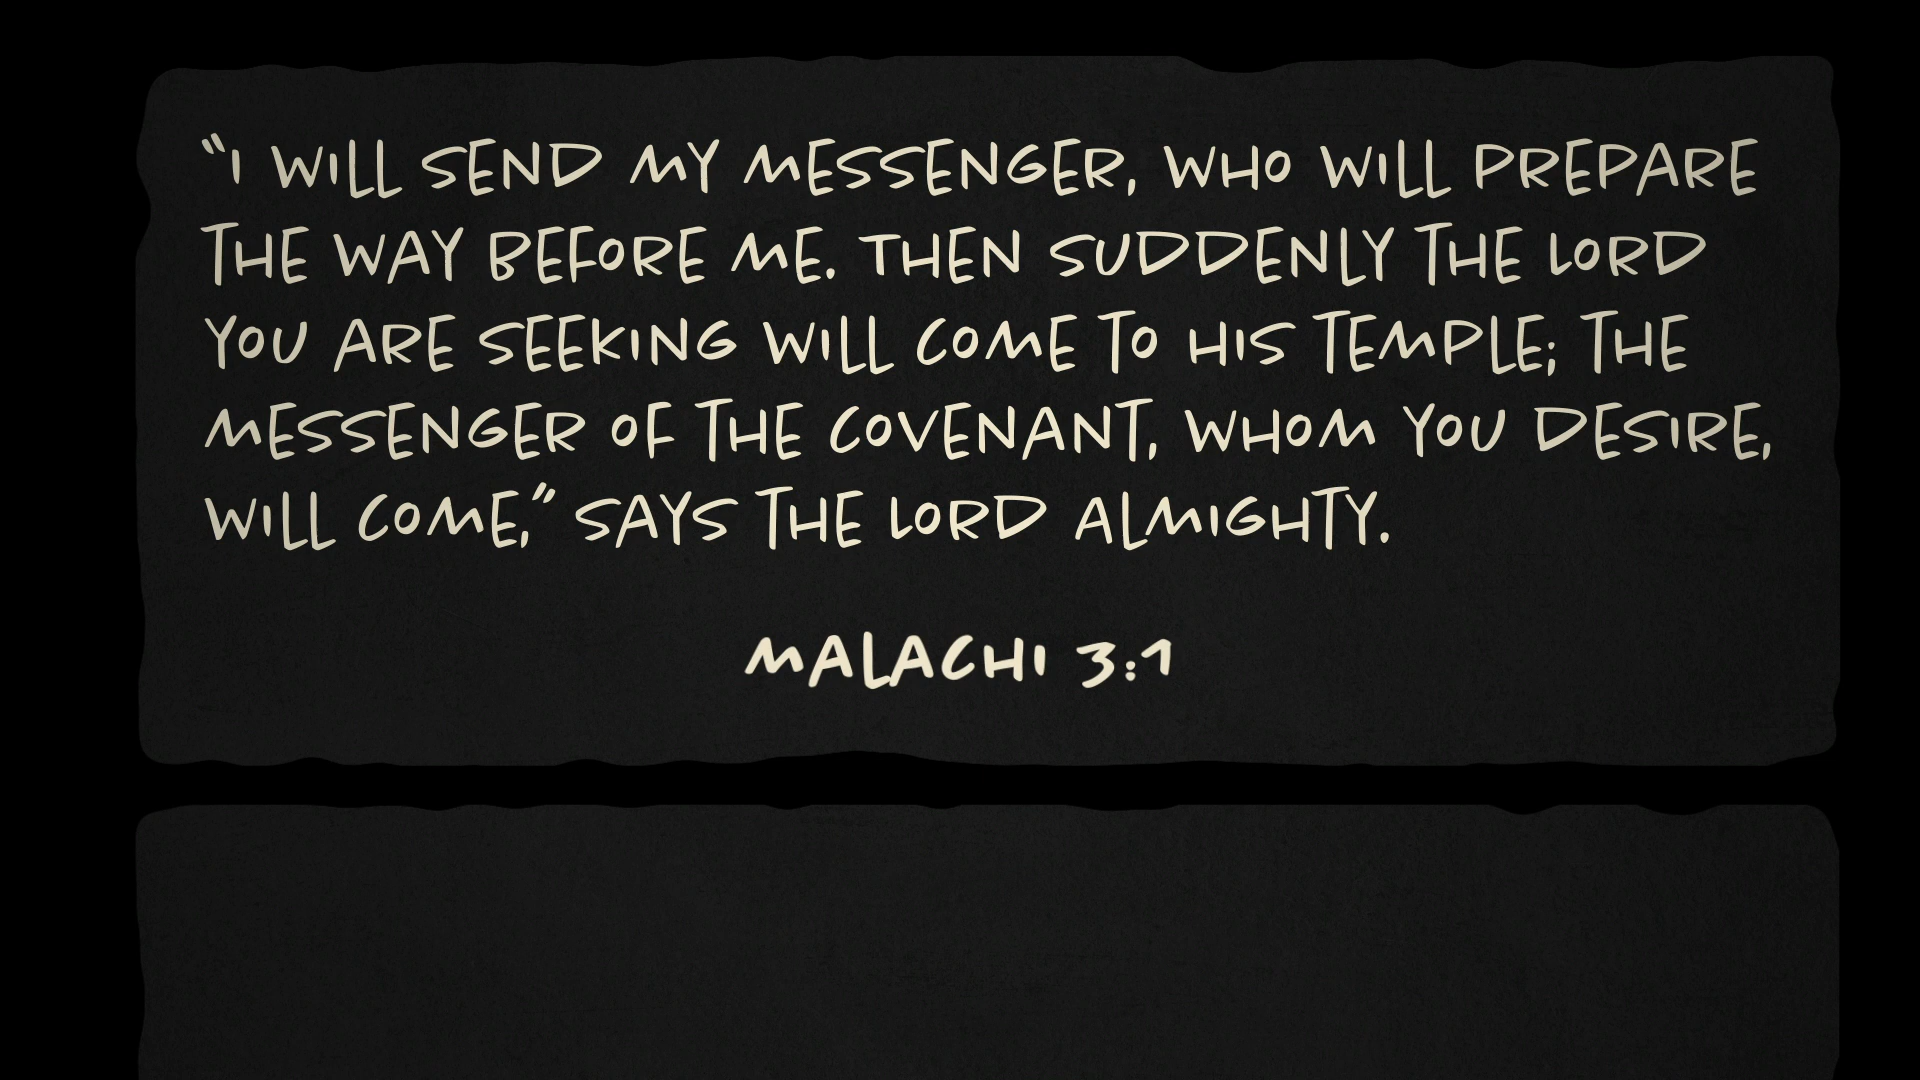 “I WILL SEND MY MESSENGER, WHO WILL PREPARE
THE WAY BEFORE ME. THEN SUDDENLY THE LORD
YOU ARE SEEKING WILL COME TO HIS TEMPLE; THE
MESSENGER OF THE COVENANT, WHOM YOU DESIRE,
WILL COME,” SAYS THE LORD ALMIGHTY.
MALACHI 3:1